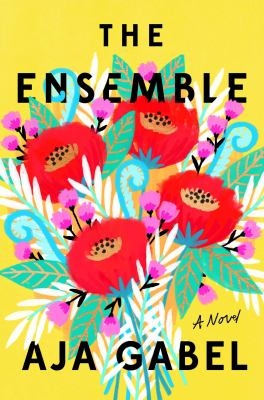 THE
ENSEMBLE
A Novel
AJA GABEL